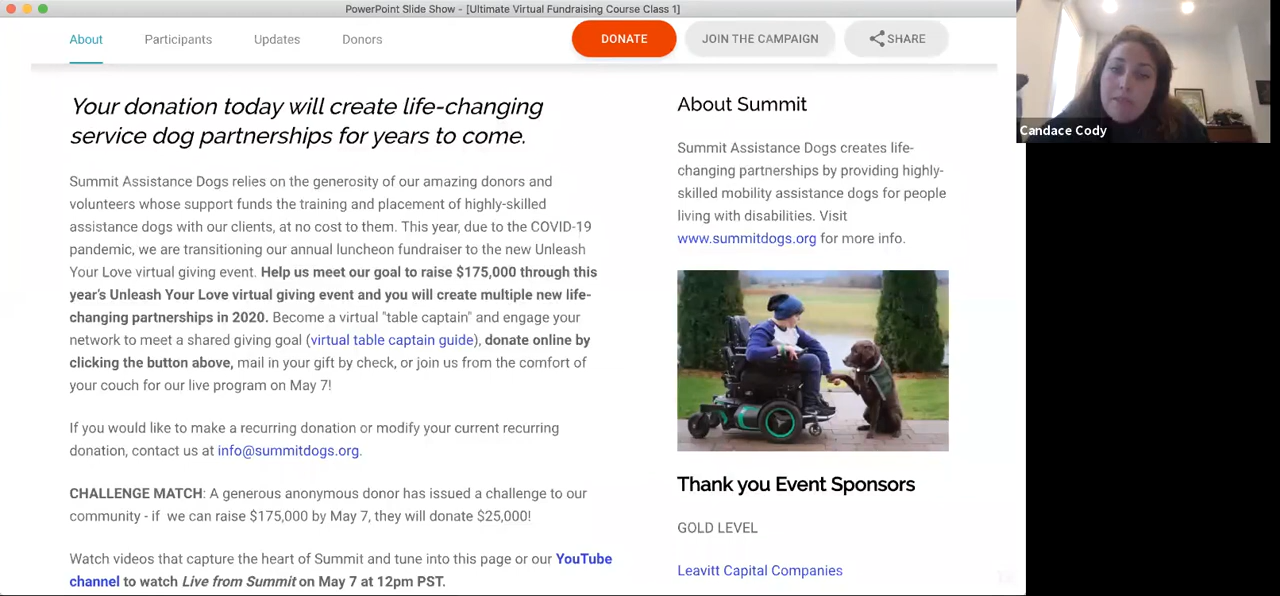 PowerPoint Slide Show - [Ultimate Virtual Fundraising Course Class 1]
About Participants Updates Donors DONATE JOIN THE CAMPAIGN SHARE
Your donation today will create life-changing
service dog partnerships for years to come.
Summit Assistance Dogs relies on the generosity of our amazing donors and
volunteers whose support funds the training and placement of highly-skilled
assistance dogs with our clients, at no cost to them. This year, due to the COVID-19
pandemic, we are transitioning our annual luncheon fundraiser to the new Unleash
Your Love virtual giving event. Help us meet our goal to raise $175,000 through this
year's Unleash Your Love virtual giving event and you will create multiple new life-
changing partnerships in 2020. Become a virtual "table captain" and engage your
network to meet a shared giving goal (virtual table captain guide), donate online by
clicking the button above, mail in your gift by check, or join us from the comfort of
your couch for our live program on May 7!
If you would like to make a recurring donation or modify your current recurring
donation, contact us at info@summitdogs.org.
CHALLENGE MATCH: A generous anonymous donor has issued a challenge to our
community - if we can raise $175,000 by May 7, they will donate $25,000!
Watch videos that capture the heart of Summit and tune into this page or our YouTube
channel to watch Live from Summit on May 7 at 12pm PST.
About Summit
Summit Assistance Dogs creates life-
changing partnerships by providing highly-
skilled mobility assistance dogs for people
living with disabilities. Visit
www.summitdogs.org for more info.
Thank you Event Sponsors
GOLD LEVEL
Leavitt Capital Companies
Candace Cody